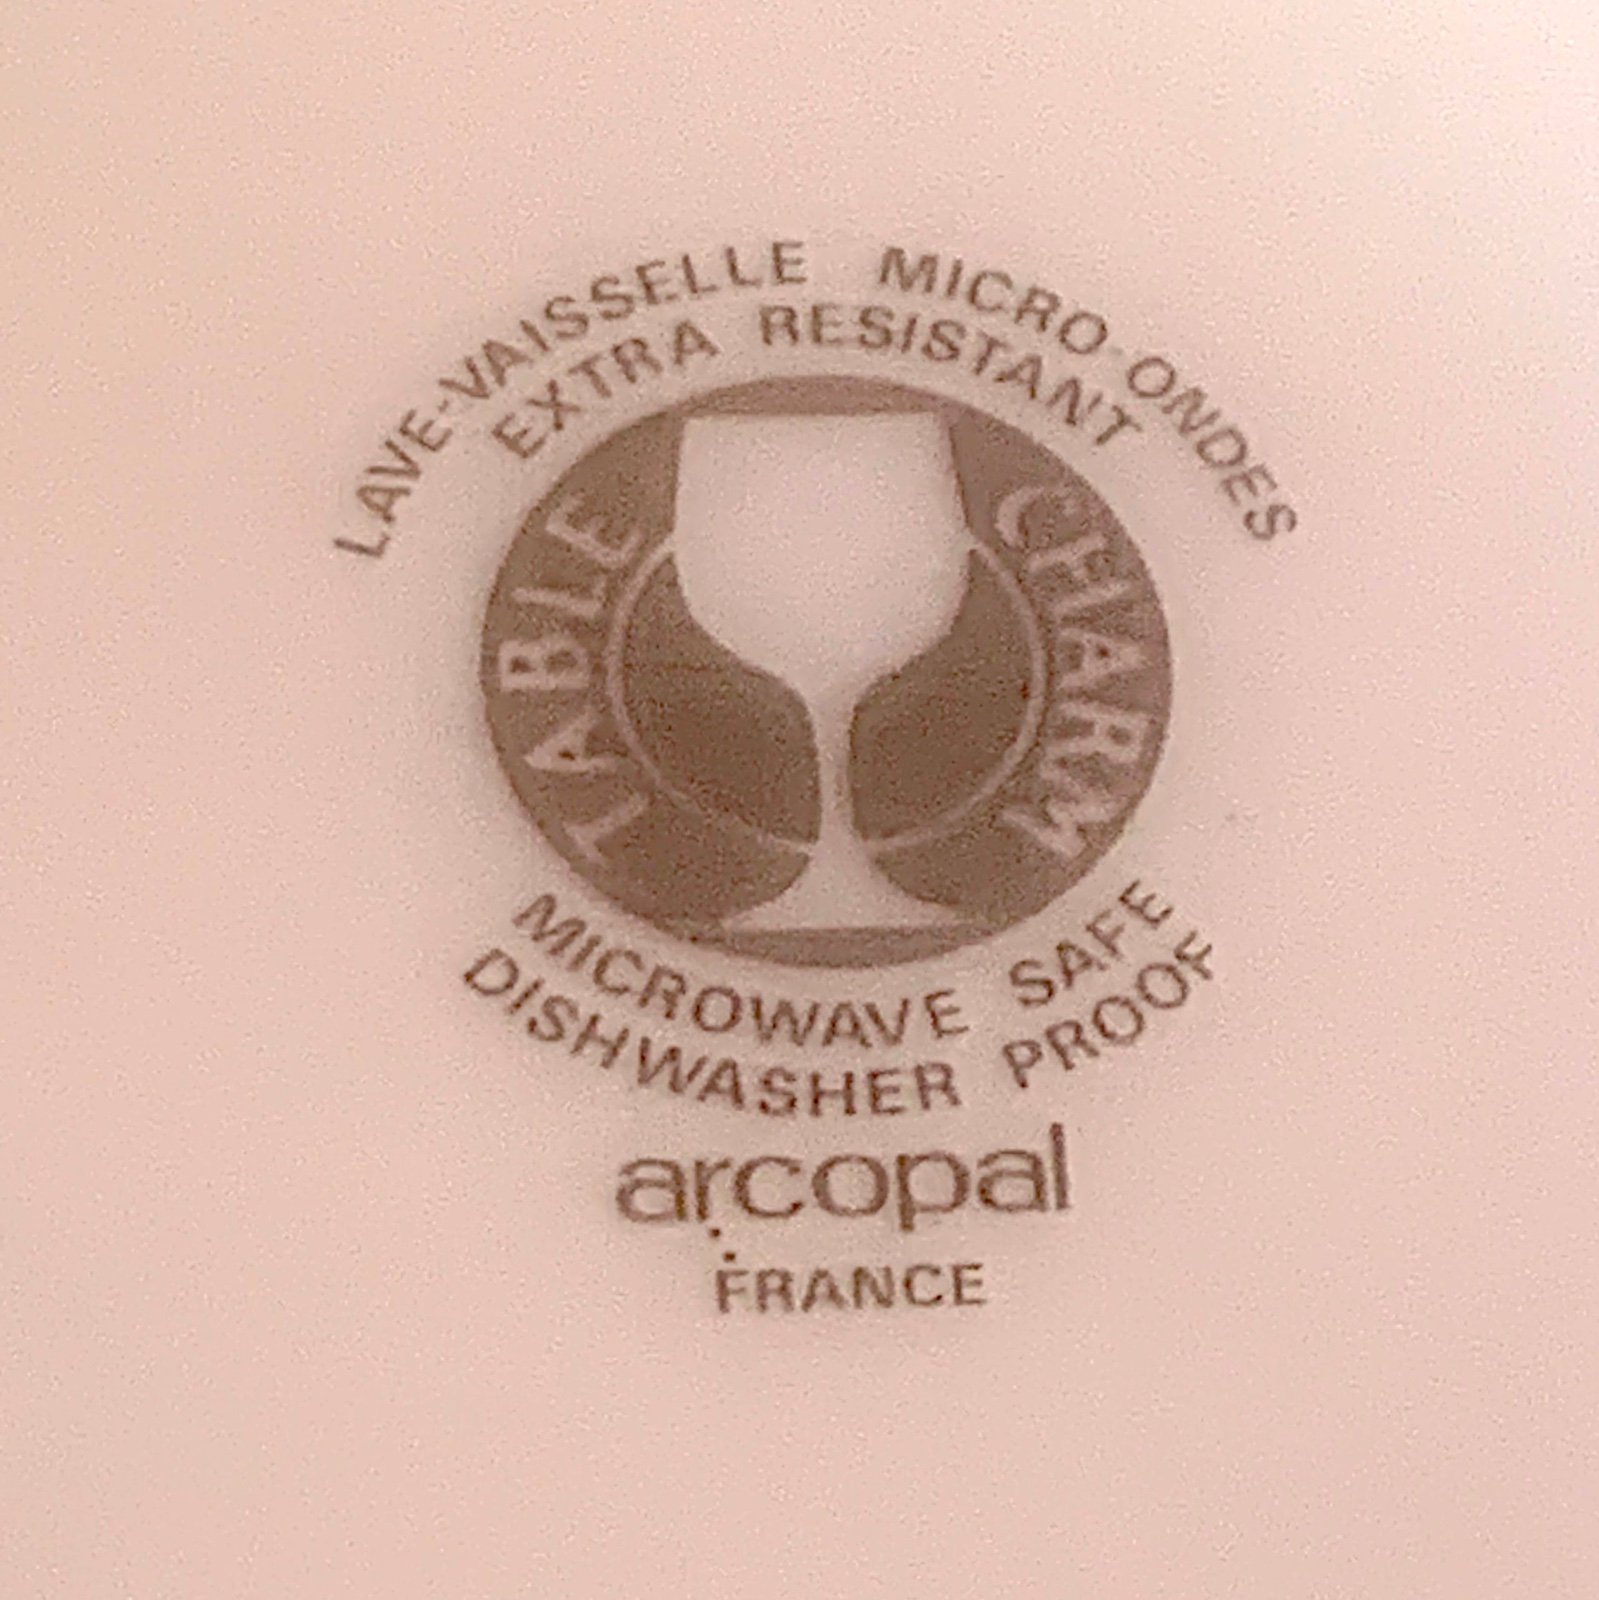 LAVE-VAISSELLE MICRO-ONDES
EXTRA RESISTANT
TABLE CHARM
MICROWAVE SAFE
DISHWASHER PROOF
arcopal
FRANCE